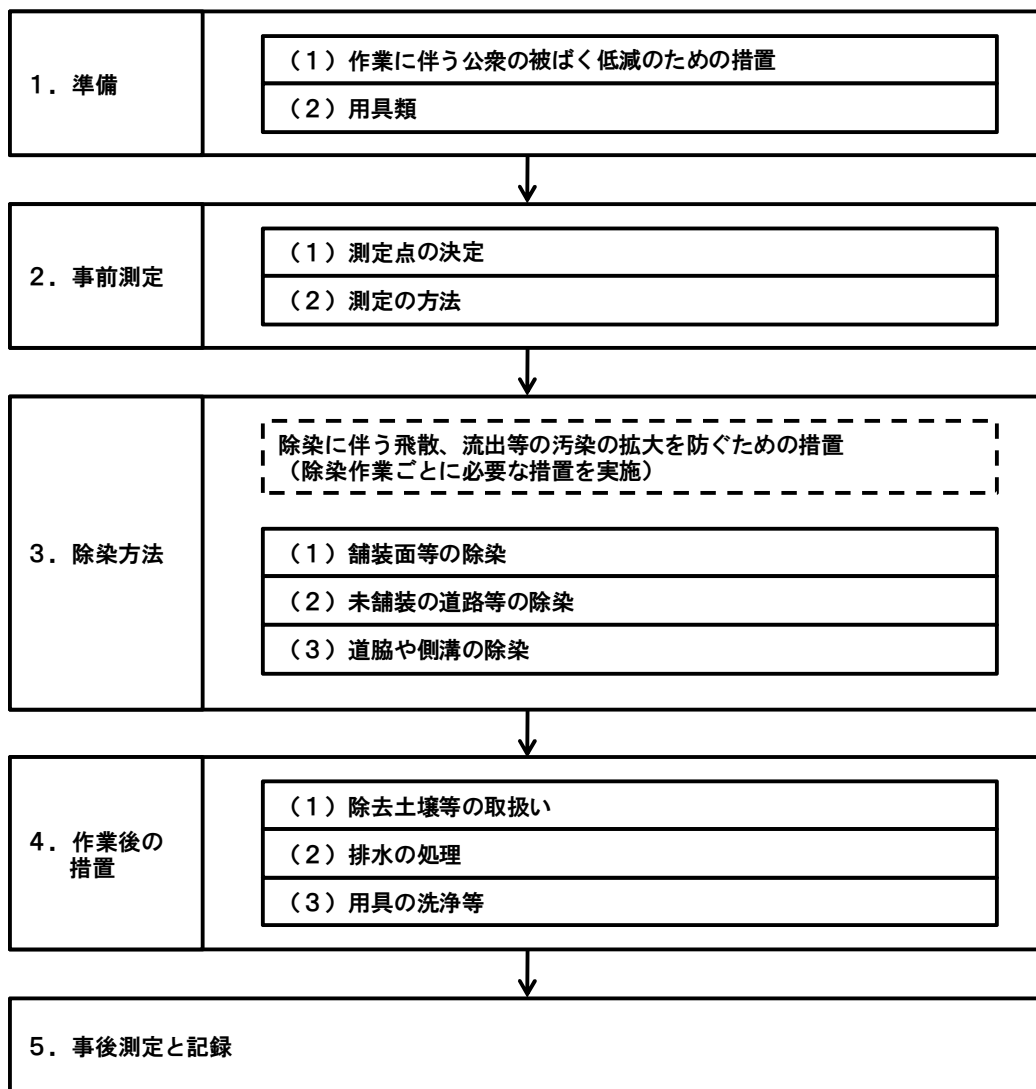 1．準備
（1）作業に伴う公衆の被ばく低減のための措置
（2）用具類
2．事前測定
（1）測定点の決定
（2）測定の方法
3．除染方法
除染に伴う飛散、流出等の汚染の拡大を防ぐための措置
（除染作業ごとに必要な措置を実施）
（1）舗装面等の除染
（2）未舗装の道路等の除染
（3）道脇や側溝の除染
4．作業後の
措置
（1）除去土壌等の取扱い
（2）排水の処理
（3）用具の洗浄等
5．事後測定と記録